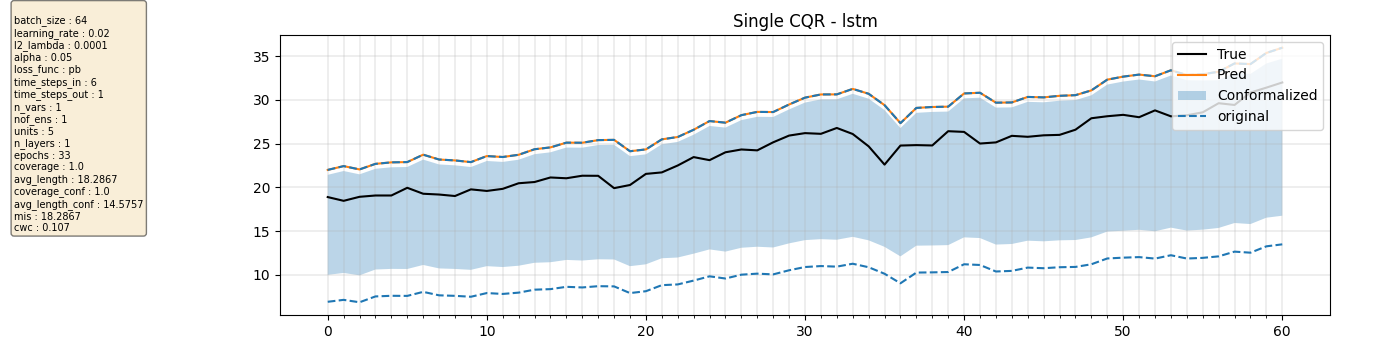 batch_size : 64
learning_rate : 0.02
l2_lambda : 0.0001
alpha : 0.05
loss_func : pb
time_steps_in : 6
time_steps_out : 1
n_vars : 1
nof_ens : 1
units : 5
n_layers : 1
epochs : 33
coverage : 1.0
avg_length : 18.2867
coverage_conf : 1.0
avg_length_conf : 14.5757
mis : 18.2867
cwc : 0.107
Single CQR - lstm
35
30
25
20
15
10
True
Pred
Conformalized
original
0 10 20 30 40 50 60